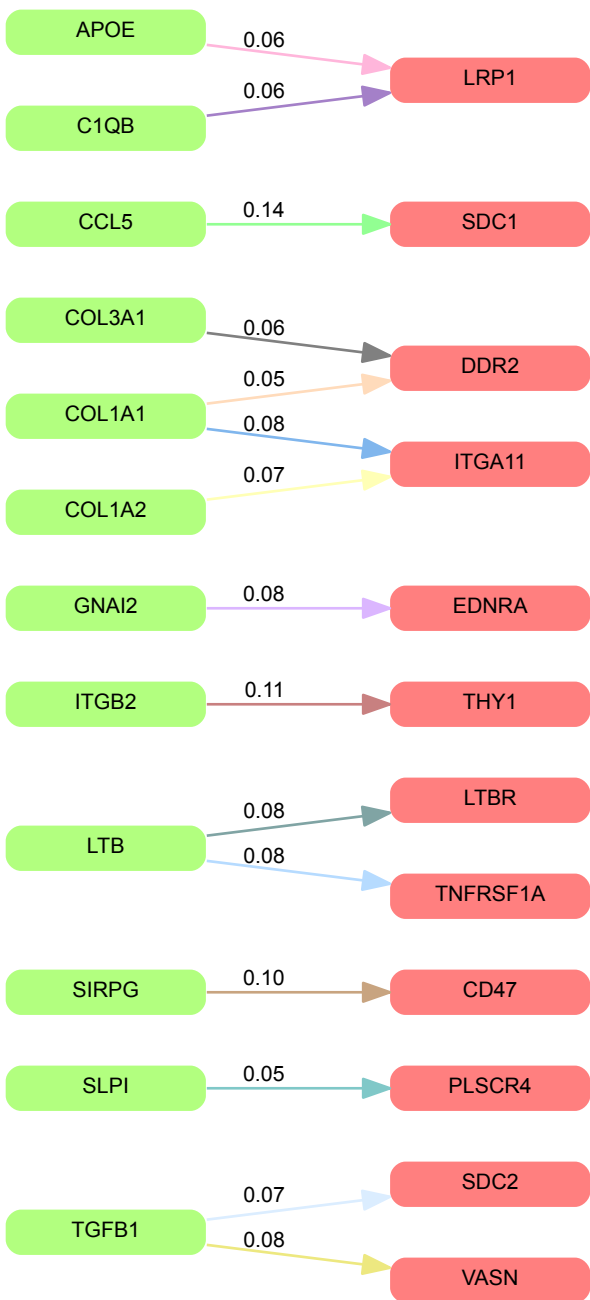 APOE
0.06
LRP1
0.06
C1QB
CCL5
0.14
SDC1
COL3A1
0.06
DDR2
0.05
COL1A1
0.08
ITGA11
0.07
COL1A2
GNAI2
0.08
EDNRA
ITGB2
0.11
THY1
LTBR
0.08
LTB
0.08
TNFRSF1A
SIRPG
0.10
CD47
SLPI
0.05
PLSCR4
SDC2
0.07
TGFB1
0.08
VASN